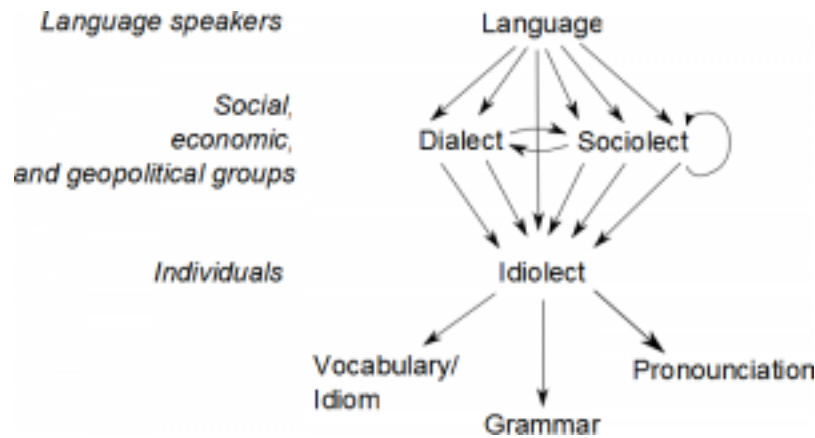 Language speakers
Language
Social,
economic,
and geopolitical groups
Dialect
Sociolect
Individuals
Idiolect
Vocabulary/
Idiom
Pronounciation
Grammar